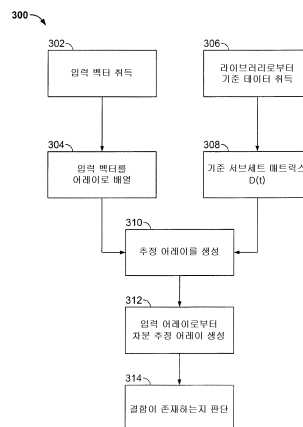 300
302
입력 벡터 취득
306
라이브러리로부터
기준 데이터 취득
304
입력 벡터를
어레이로 배열
308
기준 서브세트 매트릭스
D(t)
310
추정 어레이를 생성
312
입력 어레이로부터
차분 추정 어레이 생성
314
결함이 존재하는지 판단